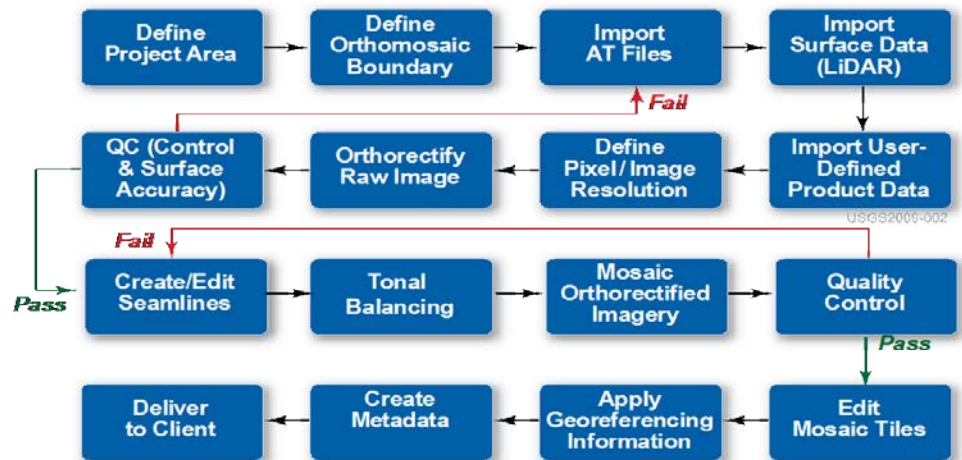 Define
Project Area
Define
Orthomosaic
Boundary
Import
AT Files
Import
Surface Data
(LiDAR)
Fail
QC (Control
& Surface
Accuracy)
Orthorectify
Raw Image
Define
Pixel/Image
Resolution
Import User-
Defined
Product Data
USGS2009-002
Fail
Pass
Create/Edit
Seamlines
Tonal
Balancing
Mosaic
Orthorectified
Imagery
Quality
Control
Pass
Deliver
to Client
Create
Metadata
Apply
Georeferencing
Information
Edit
Mosaic Tiles